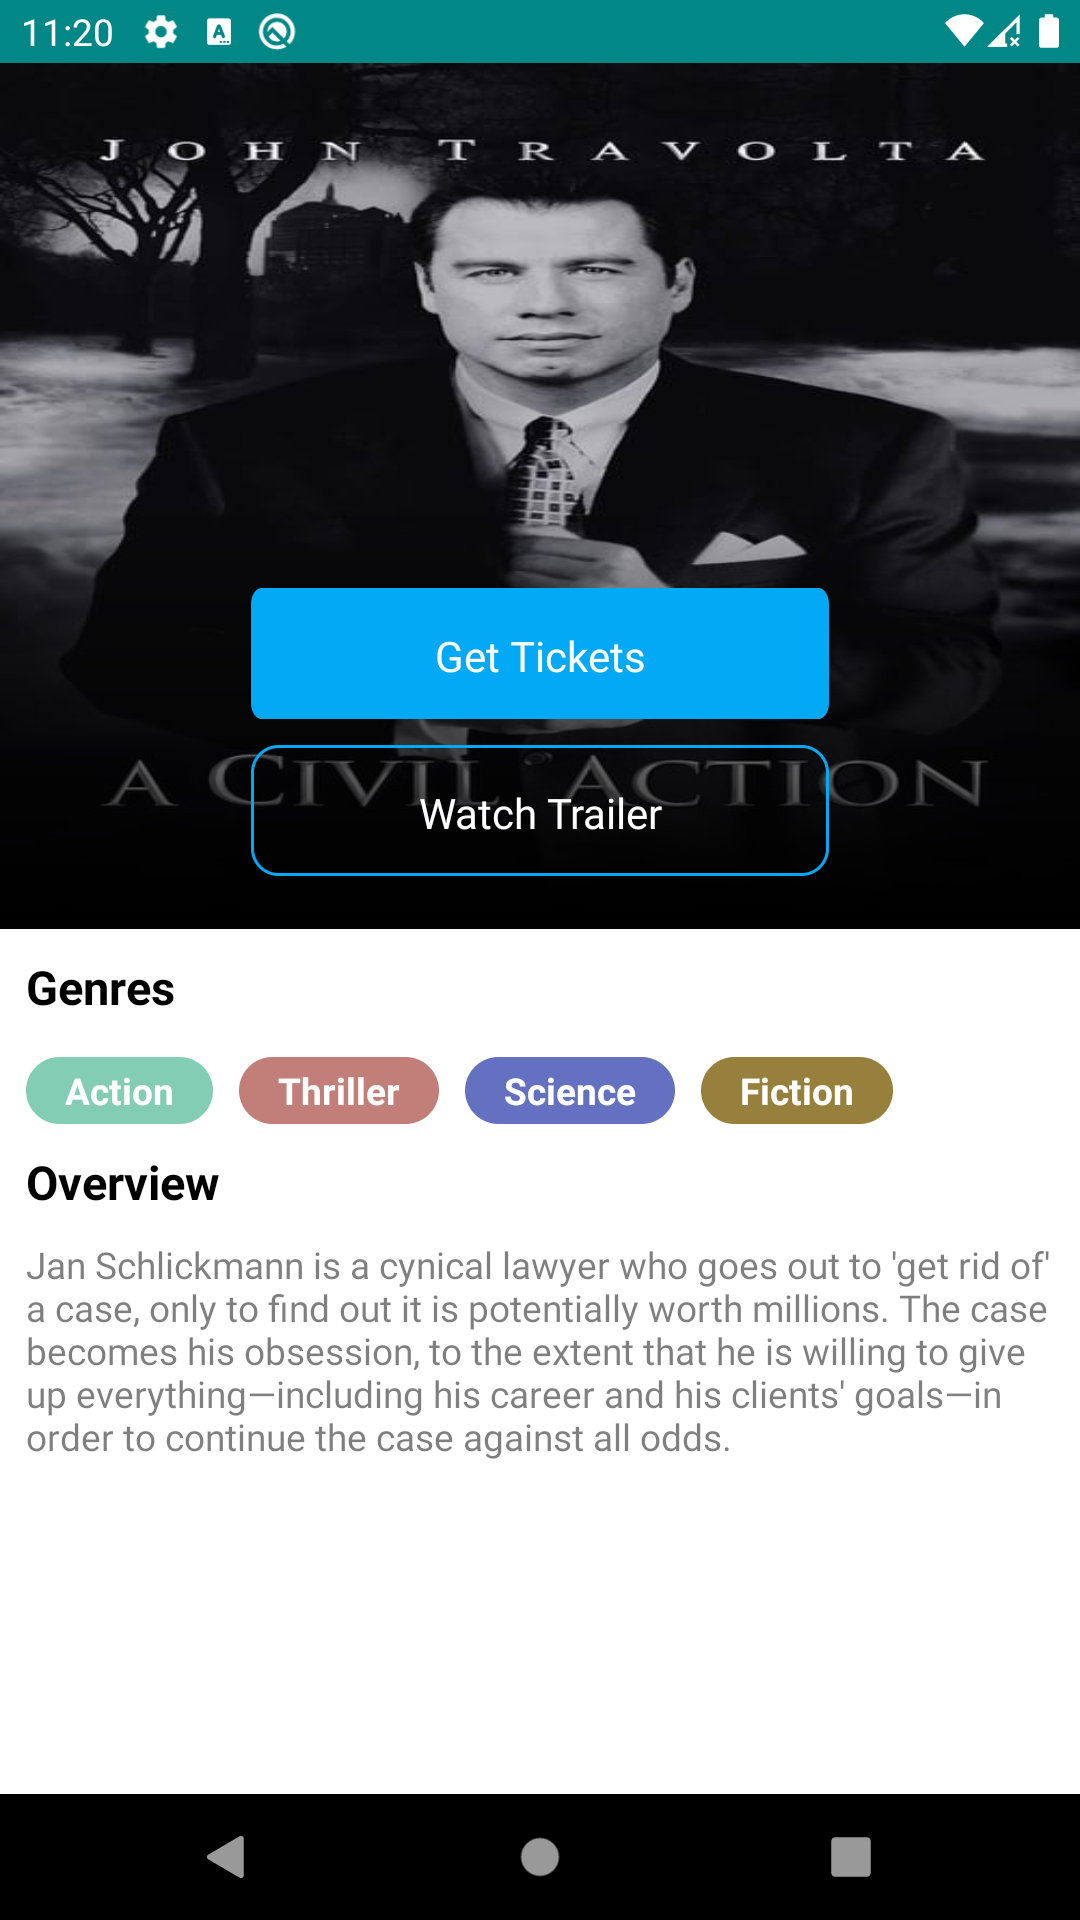 11:20
JOHN TRAVOLTA
Get Tickets
A CIVIL ACTION
Watch Trailer
Genres
Action Thriller Science Fiction
Overview
Jan Schlickmann is a cynical lawyer who goes out to 'get rid of'
a case, only to find out it is potentially worth millions. The case
becomes his obsession, to the extent that he is willing to give
up everything—including his career and his clients' goals—in
order to continue the case against all odds.